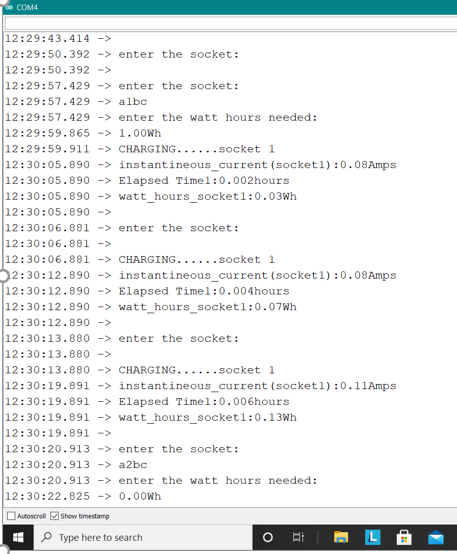 COM4
12:29:43.414 ->
12:29:50.392 -> enter the socket:
12:29:50.392 ->
12:29:57.429 -> enter the socket:
12:29:57.429 -> a1bc
12:29:57.429 -> enter the watt hours needed:
12:29:59.865 -> 1.00Wh
12:29:59.911 -> CHARGING......socket 1
12:30:05.890 -> instantineous_current(socket1):0.08Amps
12:30:05.890 -> Elapsed Time1:0.002hours
12:30:05.890 -> watt_hours_socket1:0.03Wh
12:30:05.890 ->
12:30:06.881 -> enter the socket:
12:30:06.881 ->
12:30:06.881 -> CHARGING......socket 1
12:30:12.890 -> instantineous_current(socket1):0.08Amps
12:30:12.890 -> Elapsed Time1:0.004hours
12:30:12.890 -> watt_hours_socket1:0.07Wh
12:30:12.890 ->
12:30:13.880 -> enter the socket:
12:30:13.880 ->
12:30:13.880 -> CHARGING......socket 1
12:30:19.891 -> instantineous_current(socket1):0.11Amps
12:30:19.891 -> Elapsed Time1:0.006hours
12:30:19.891 -> watt_hours_socket1:0.13Wh
12:30:19.891 ->
12:30:20.913 -> enter the socket:
12:30:20.913 -> a2bc
12:30:20.913 -> enter the watt hours needed:
12:30:22.825 -> 0.00Wh
Autoscroll Show timestamp
Type here to search
L